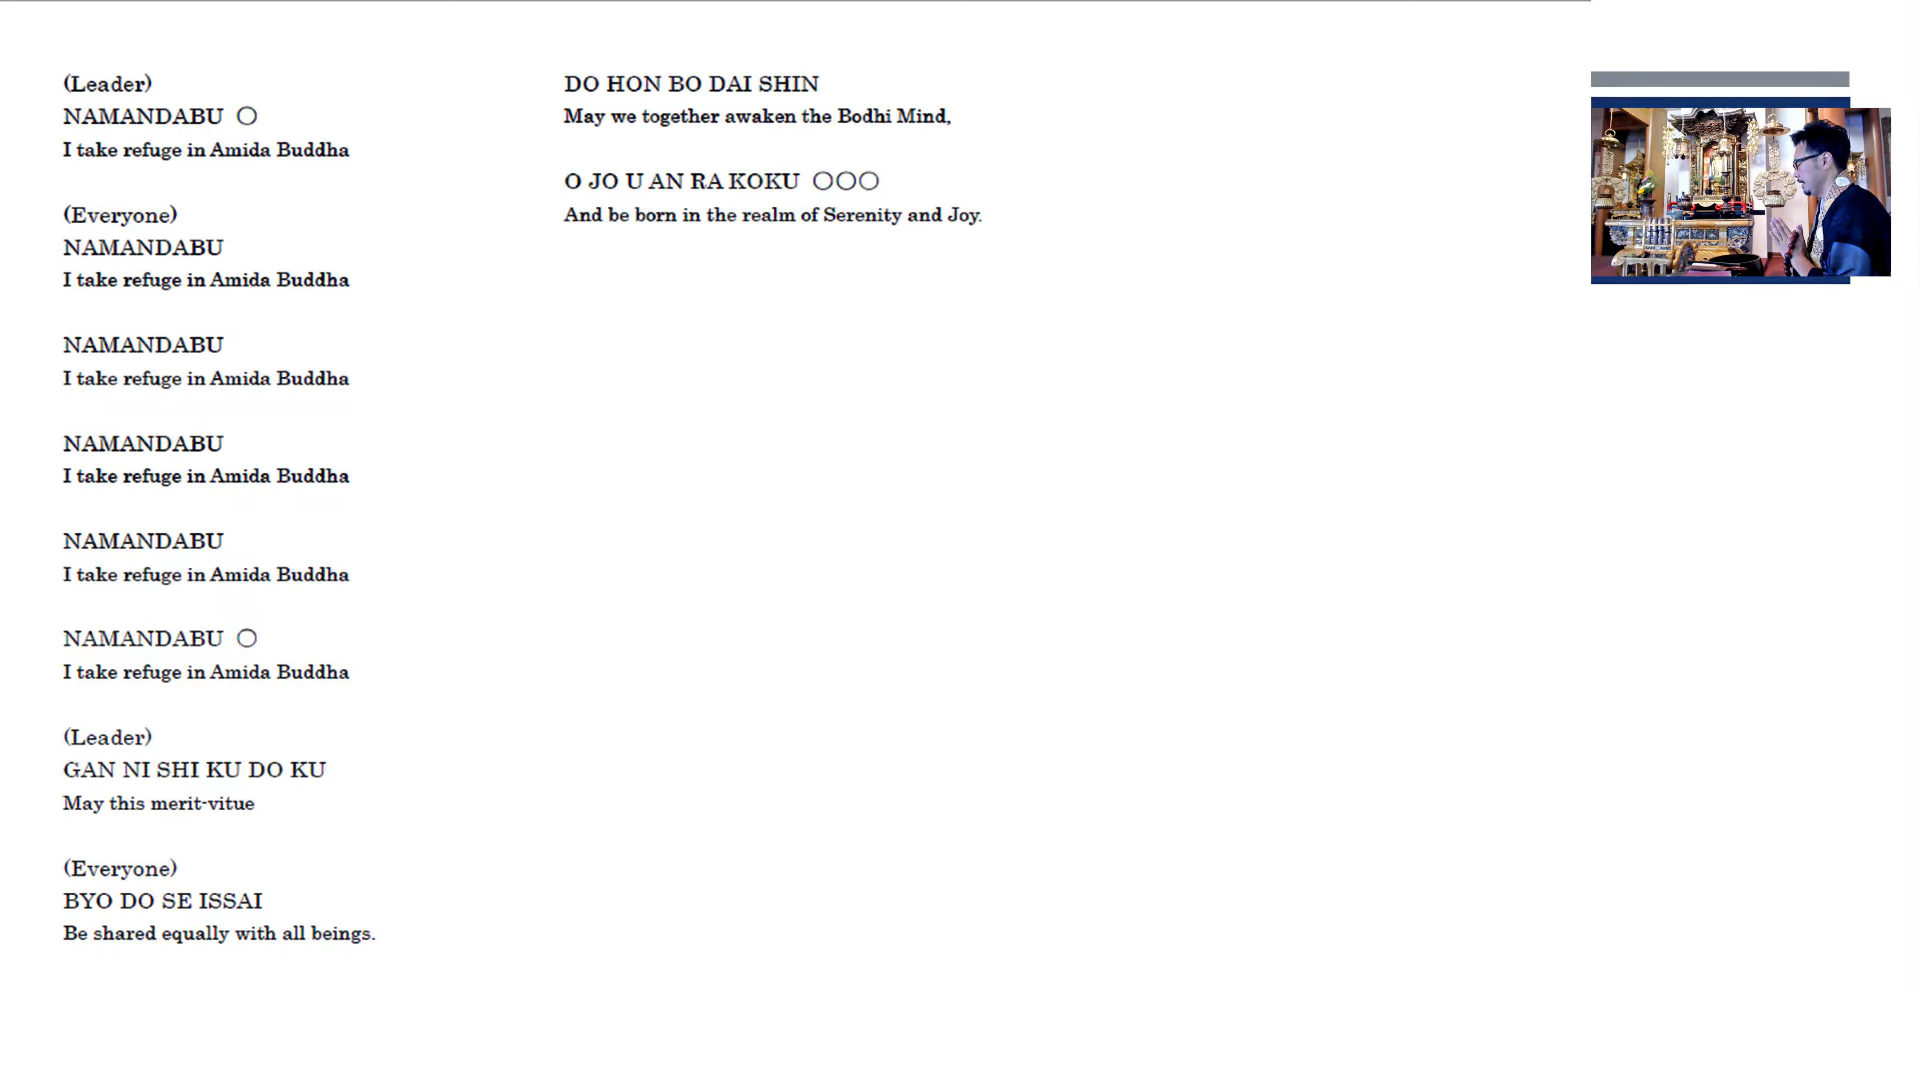 (Leader)
NAMANDABU ○
I take refuge in Amida Buddha
(Everyone)
NAMANDABU
I take refuge in Amida Buddha
NAMANDABU
I take refuge in Amida Buddha
NAMANDABU
I take refuge in Amida Buddha
NAMANDABU
I take refuge in Amida Buddha
NAMANDABU ○
I take refuge in Amida Buddha
(Leader)
GAN NI SHI KU DO KU
May this merit-vitue
(Everyone)
BYO DO SE ISSAI
Be shared equally with all beings.
DO HON BO DAI SHIN
May we together awaken the Bodhi Mind,
O JO U AN RA KOKU ○○○
And be born in the realm of Serenity and Joy.